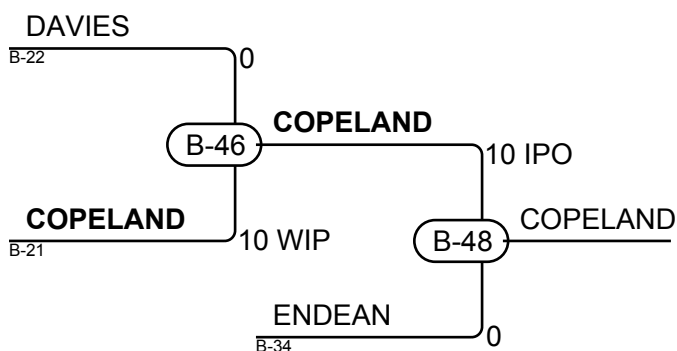 DAVIES
B-22
0
B-46
COPELAND
10 IPO
COPELAND
B-21
10 WIP
B-48
COPELAND
ENDEAN
B-34
0